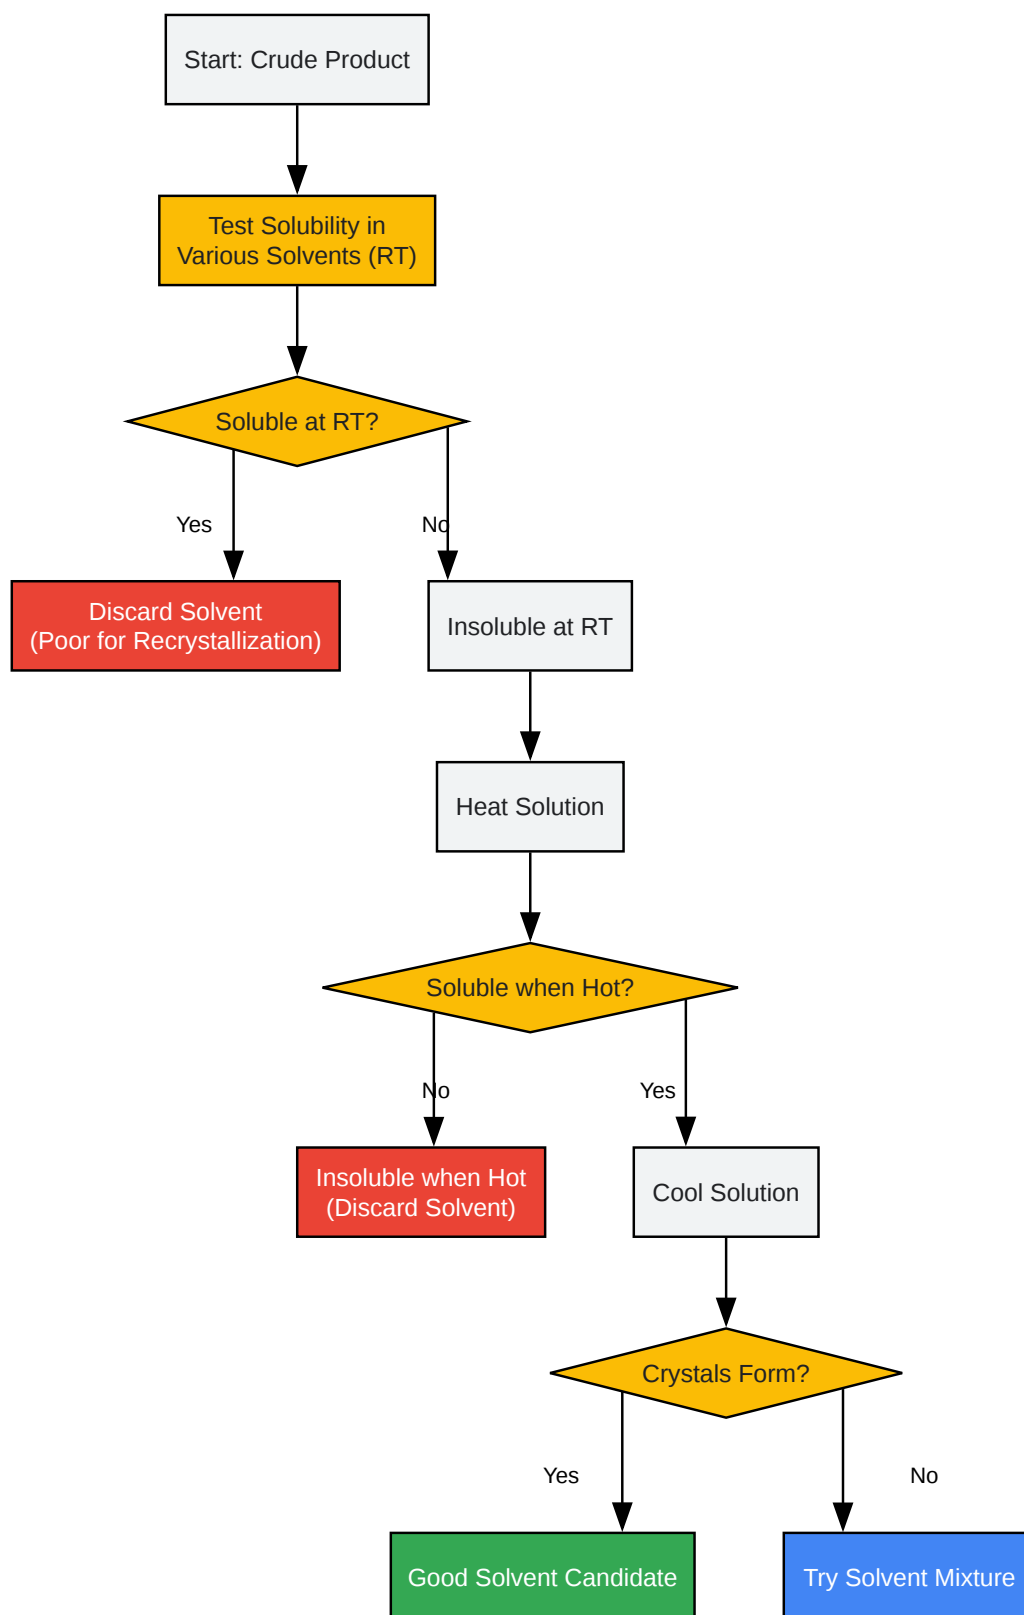 Start: Crude Product
Test Solubility in
Various Solvents (RT)
Soluble at RT?
Yes
No
Discard Solvent
(Poor for Recrystallization)
Insoluble at RT
Heat Solution
Soluble when Hot?
No
Yes
Insoluble when Hot
(Discard Solvent)
Cool Solution
Crystals Form?
Yes
No
Good Solvent Candidate
Try Solvent Mixture